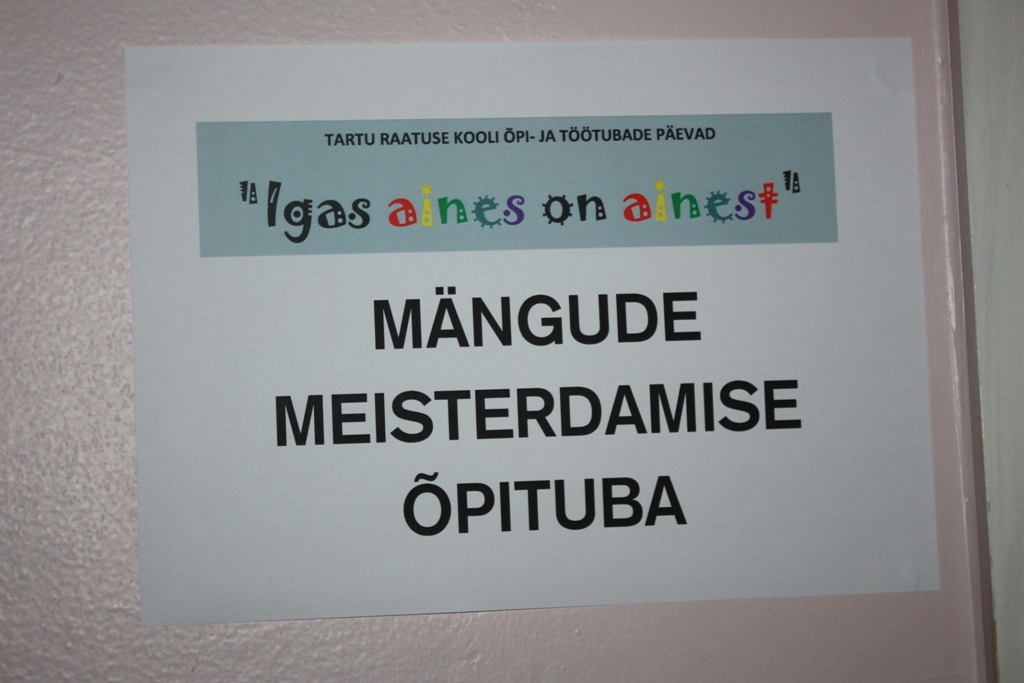 TARTU RAATUSE KOOLI ÕPI- JA TÖÖTUBADE PÄEVAD
"Igas aines on ainest"
MÄNGUDE
MEISTERDAMISE
ÕPITUBA